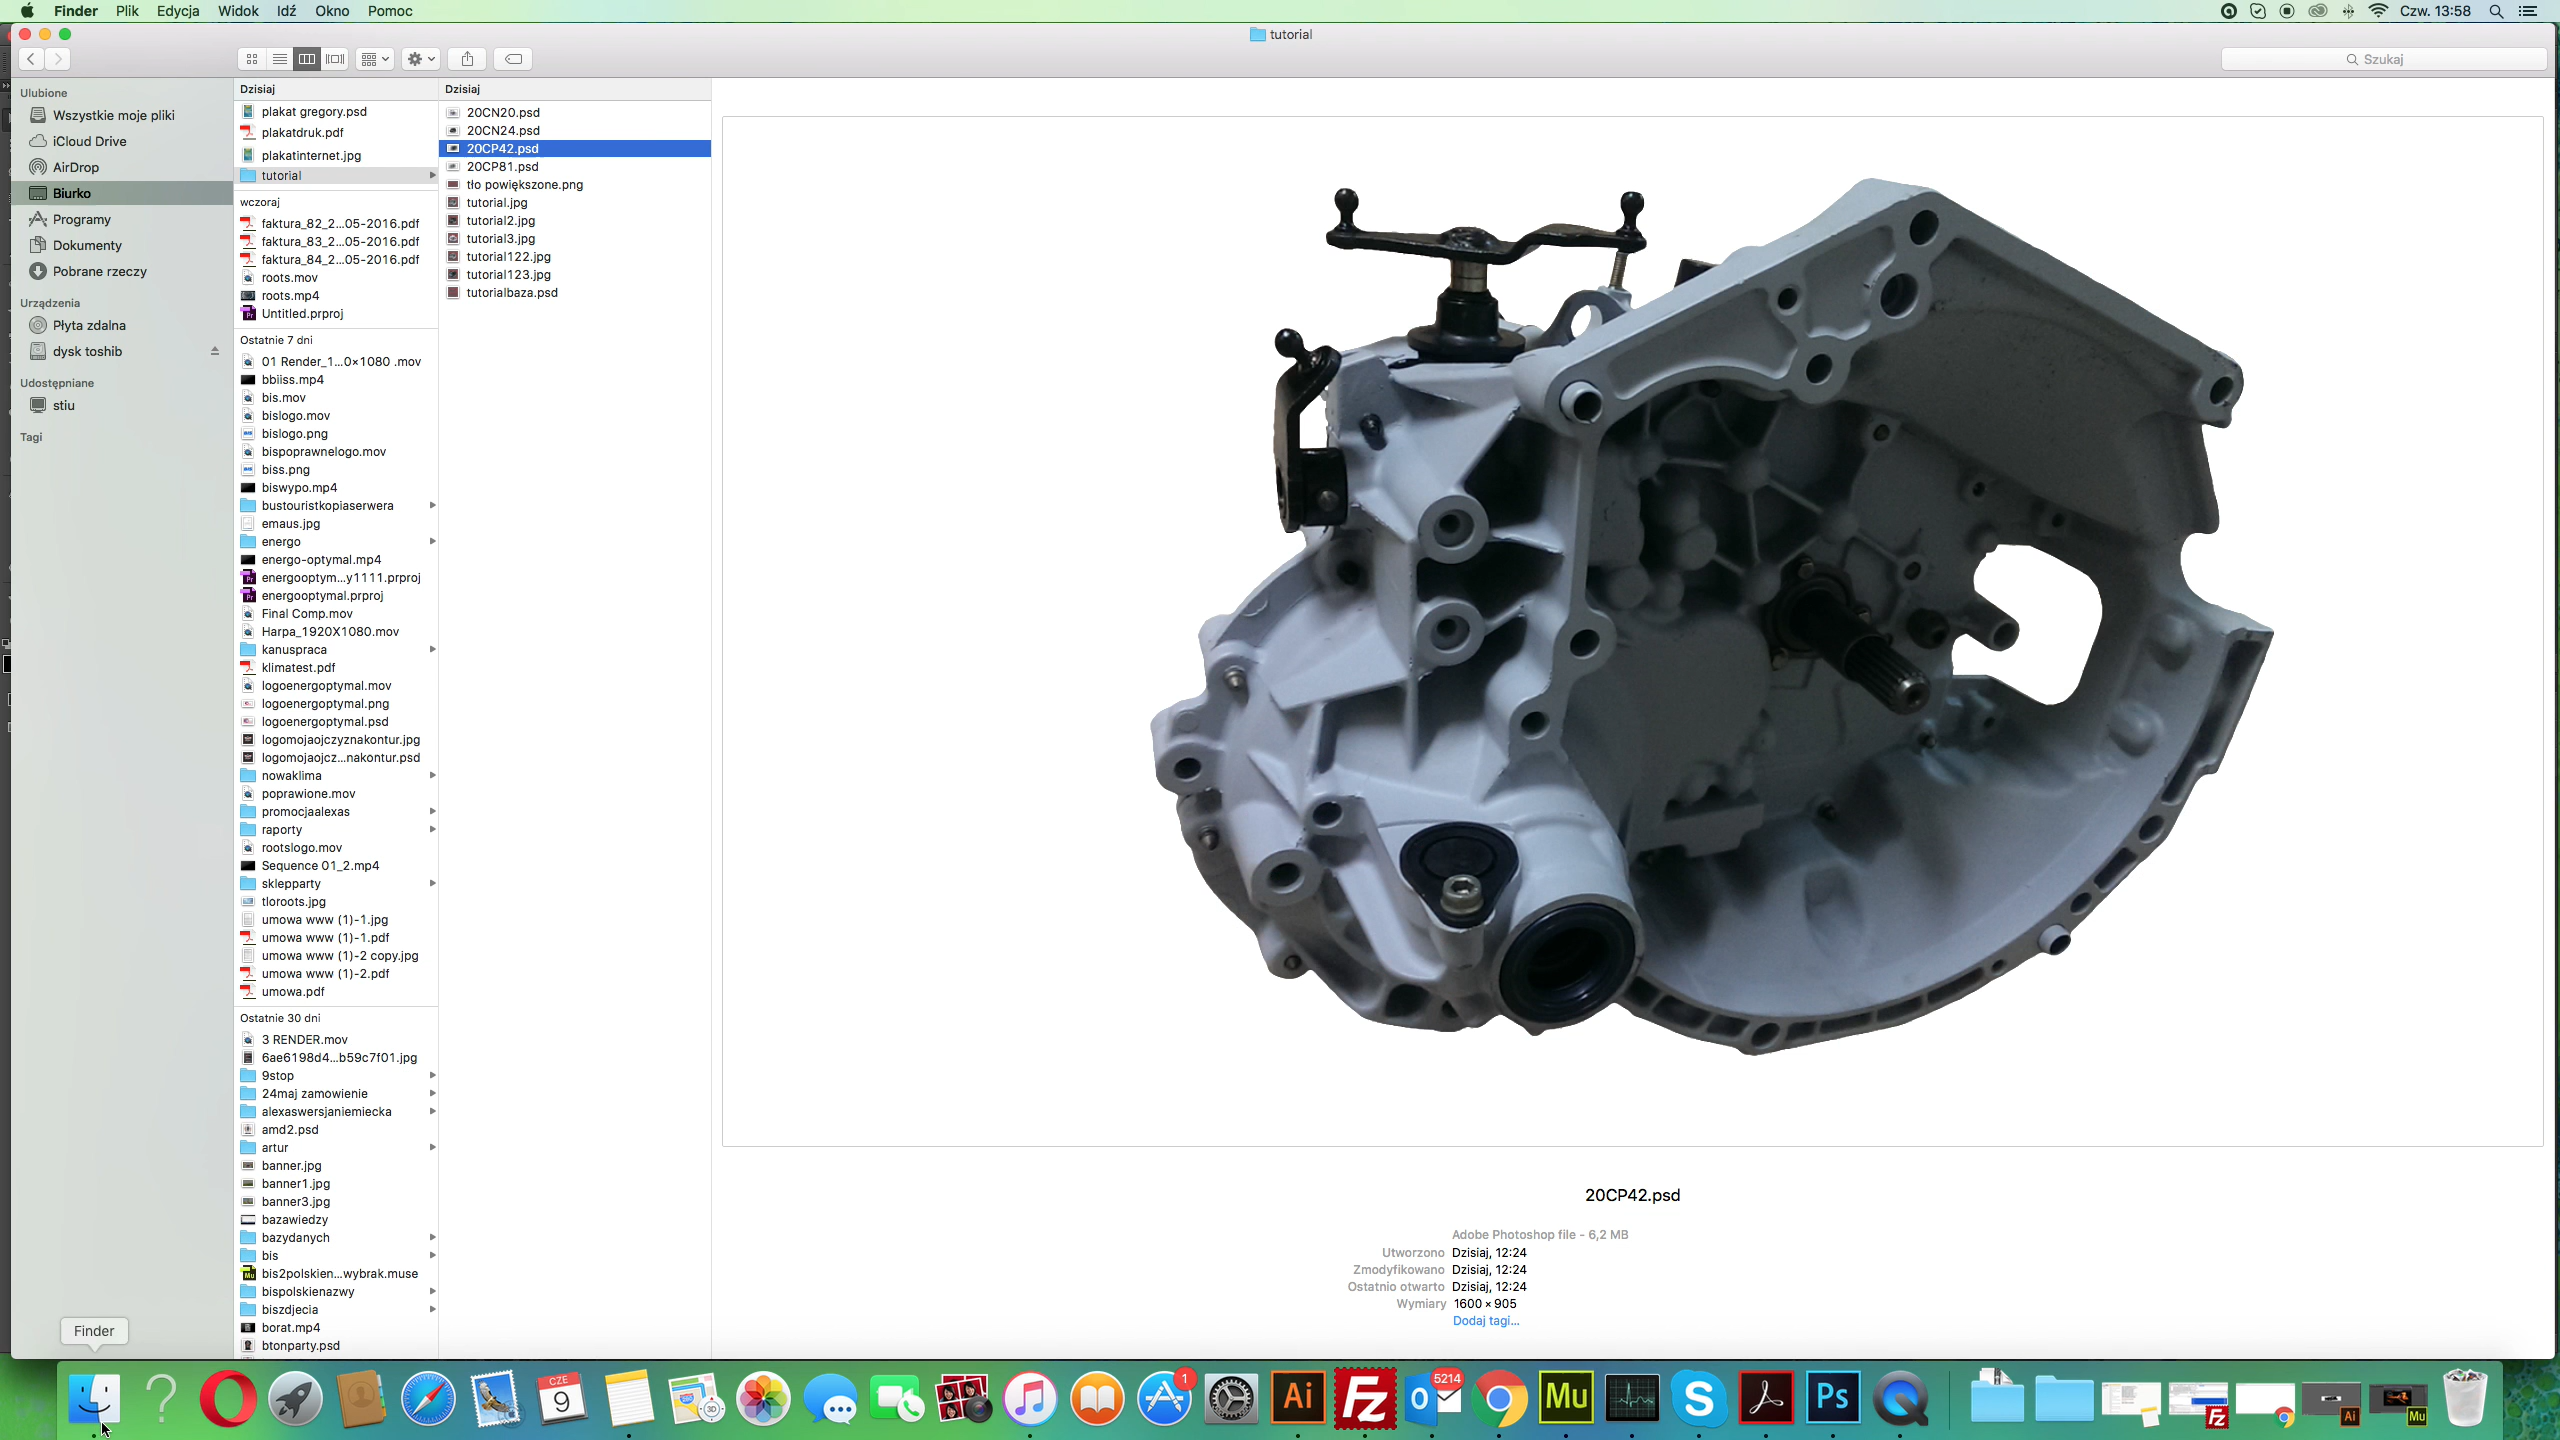 Finder Plik Edycja Widok Idź Okno Pomoc
Czw. 13:58
tutorial
Szukaj
Ulubione
Wszystkie moje pliki
iCloud Drive
AirDrop
Biurko
Programy
Dokumenty
Pobrane rzeczy
Urządzenia
Płyta zdalna
dysk toshib
Udostępniane
stiu
Tagi
Dzisiaj
plakat gregory.psd
plakatdruk.pdf
plakatinternet.jpg
tutorial
wczoraj
faktura_82_2...05-2016.pdf
faktura_83_2...05-2016.pdf
faktura_84_2...05-2016.pdf
roots.mov
roots.mp4
Untitled.prproj
Ostatnie 7 dni
01 Render_1...0×1080 .mov
bbiiss.mp4
bis.mov
bislogo.mov
bislogo.png
bispoprawnelogo.mov
biss.png
biswypo.mp4
bustouristkopiaserwera
emaus.jpg
energo
energo-optymal.mp4
energooptym...y1111.prproj
energooptymal.prproj
Final Comp.mov
Harpa_1920X1080.mov
kanuspraca
klimatest.pdf
logoenergoptymal.mov
logoenergoptymal.png
logoenergoptymal.psd
logomojaojczyznakontur.jpg
logomojaojcz...nakontur.psd
nowaklima
poprawione.mov
promocjaalexas
raporty
rootslogo.mov
Sequence 01_2.mp4
sklepparty
tloroots.jpg
umowa www (1)-1.jpg
umowa www (1)-1.pdf
umowa www (1)-2 copy.jpg
umowa www (1)-2.pdf
umowa.pdf
Ostatnie 30 dni
3 RENDER.mov
6ae6198d4...b59c7f01.jpg
9stop
24maj zamowienie
alexaswersjaniemiecka
amd2.psd
artur
banner.jpg
banner1.jpg
banner3.jpg
bazawiedzy
bazydanych
bis
bis2polskien...wybrak.muse
bispolskienazwy
biszdjecia
borat.mp4
btonparty.psd
Dzisiaj
20CN20.psd
20CN24.psd
20CP42.psd
20CP81.psd
tło powiększone.png
tutorial.jpg
tutorial2.jpg
tutorial3.jpg
tutorial122.jpg
tutorial123.jpg
tutorialbaza.psd
20CP42.psd
Adobe Photoshop file - 6,2 MB
Utworzono Dzisiaj, 12:24
Zmodyfikowano Dzisiaj, 12:24
Ostatnio otwarto Dzisiaj, 12:24
Wymiary 1600 × 905
Dodaj tagi...
Finder
CZE
9
3D
1
Ai
Fz
5214
Mu
S
Ps
Fz
Ai
Mu